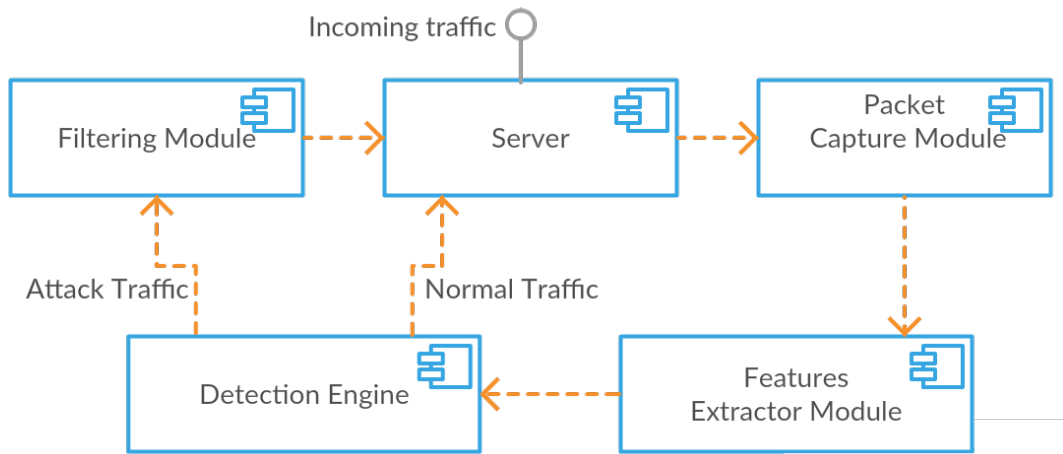 Incoming traffic
Filtering Module
Server
Packet
Capture Module
Attack Traffic
Normal Traffic
Detection Engine
Features
Extractor Module